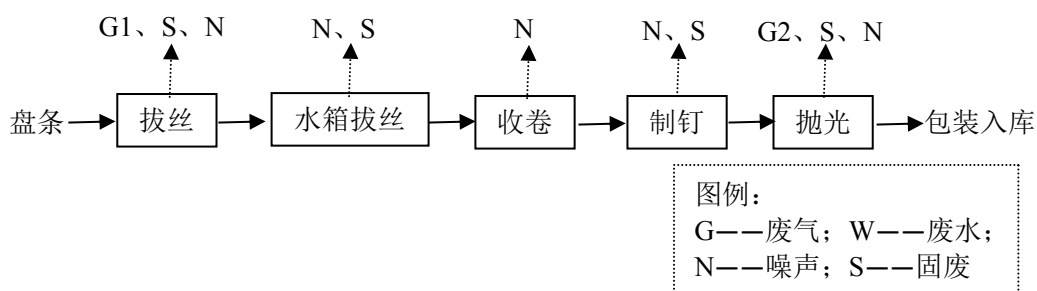 G1、S、N
N、S
N
N、S
G2、S、N
盘条
拔丝
水箱拔丝
收卷
制钉
抛光
包装入库
图例：
G——废气；W——废水；
N——噪声；S——固废